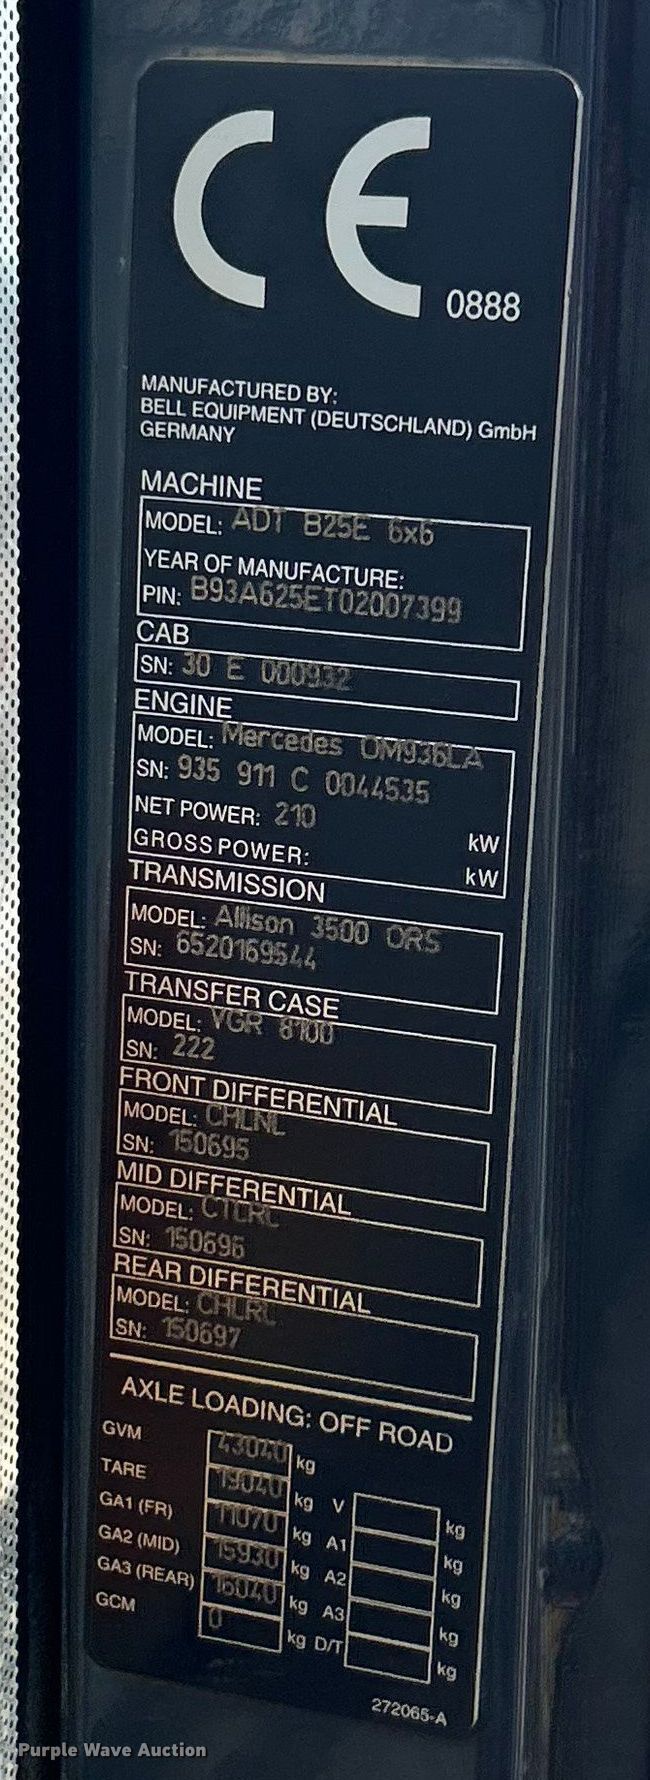 CE
0888
MANUFACTURED BY:
BELL EQUIPMENT (DEUTSCHLAND) GmbH
GERMANY
MACHINE
MODEL: ADT B25E 6x6
YEAR OF MANUFACTURE:
PIN: B93A625ET02007399
CAB
SN: 30 E 000932
ENGINE
MODEL: Mercedes OM936LA
SN: 935 911 C 0044535
NET POWER: 210 kW
GROSS POWER: kW
TRANSMISSION
MODEL: Allison 3500 ORS
SN: 6520169544
TRANSFER CASE
MODEL: VGR 8100
SN: 222
FRONT DIFFERENTIAL
MODEL: CHLNL
SN: 150695
MID DIFFERENTIAL
MODEL: CTCRL
SN: 150696
REAR DIFFERENTIAL
MODEL: CHLRL
SN: 150697
AXLE LOADING: OFF ROAD
GVM 43040 kg
TARE 19040 kg V kg
GA1 (FR) 11070 kg A1 kg
GA2 (MID) 15930 kg A2 kg
GA3 (REAR) 16040 kg A3 kg
GCM 0 kg D/T kg
272065-A
Purple Wave Auction